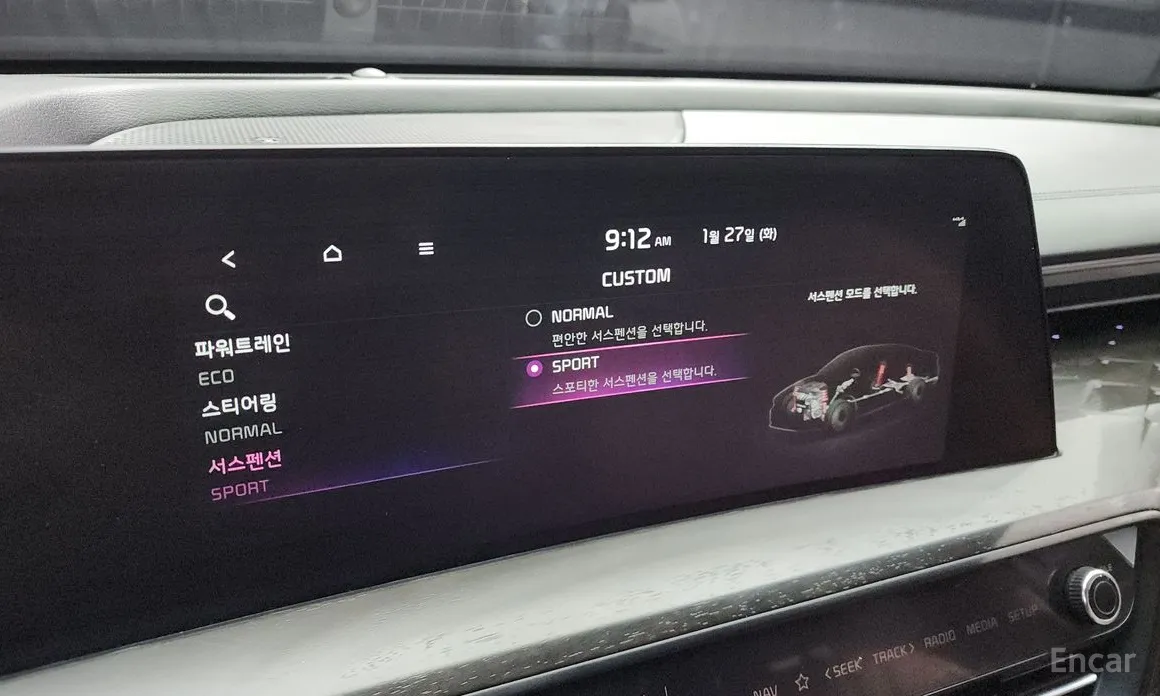 9:12 AM 1월 27일 (화)
CUSTOM
파워트레인
ECO
스티어링
NORMAL
서스펜션
SPORT
NORMAL
편안한 서스펜션을 선택합니다.
SPORT
스포티한 서스펜션을 선택합니다.
서스펜션 모드를 선택합니다.
NAV ☆ <SEEK TRACK> RADIO MEDIA SETUP
Encar